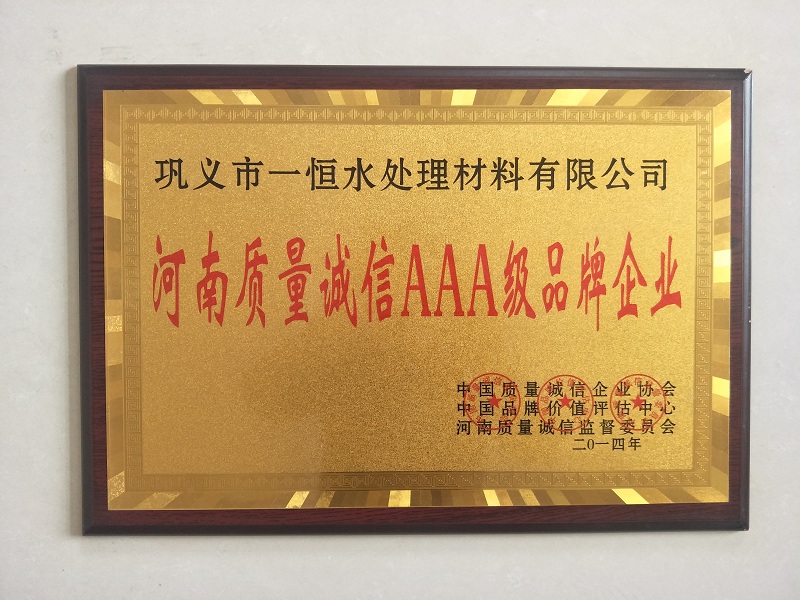 巩义市一恒水处理材料有限公司
河南质量诚信AAA级品牌企业
中国质量诚信企业协会
中国品牌价值评估中心
河南质量诚信监督委员会
二0一四年